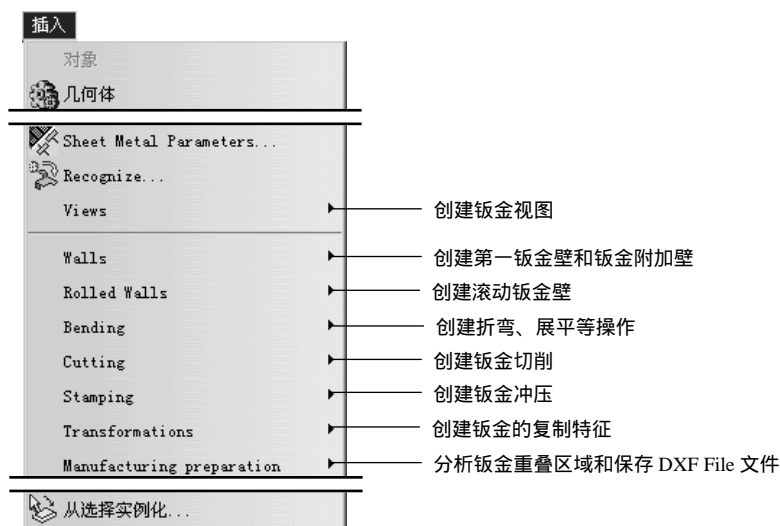 插入
对象
几何体
Sheet Metal Parameters...
Recognize...
Views 创建钣金视图
Walls 创建第一钣金壁和钣金附加壁
Rolled Walls 创建滚动钣金壁
Bending 创建折弯、展平等操作
Cutting 创建钣金切削
Stamping 创建钣金冲压
Transformations 创建钣金的复制特征
Manufacturing preparation 分析钣金重叠区域和保存 DXF File 文件
从选择实例化...